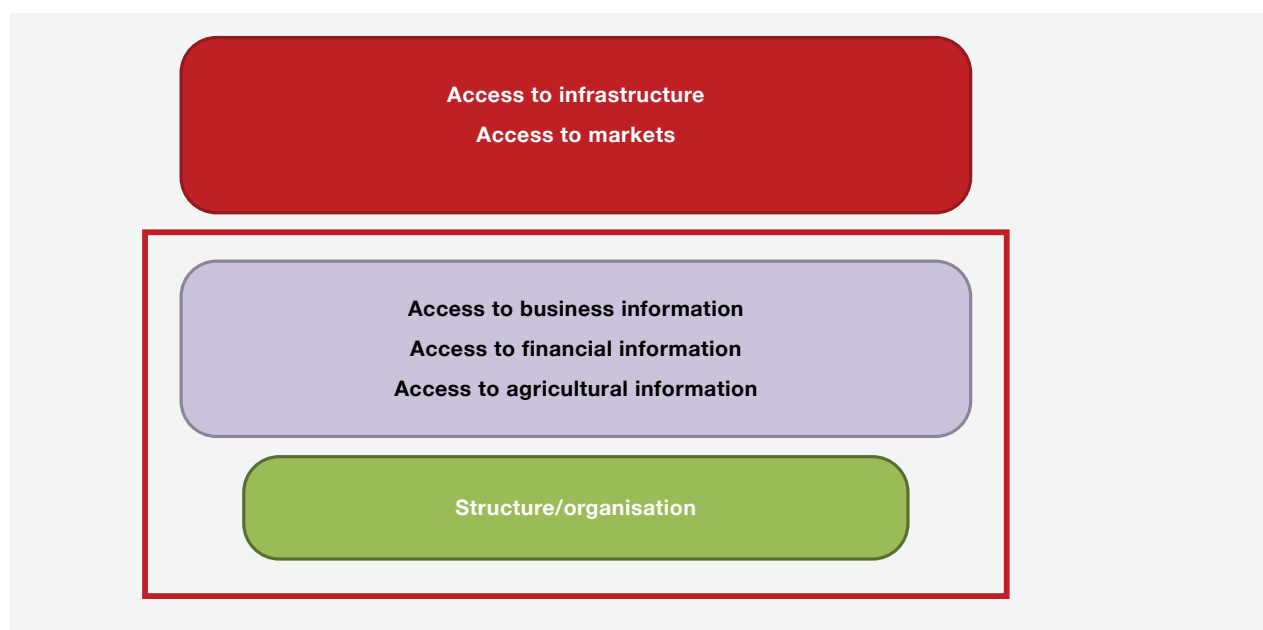 Access to infrastructure
Access to markets
Access to business information
Access to financial information
Access to agricultural information
Structure/organisation